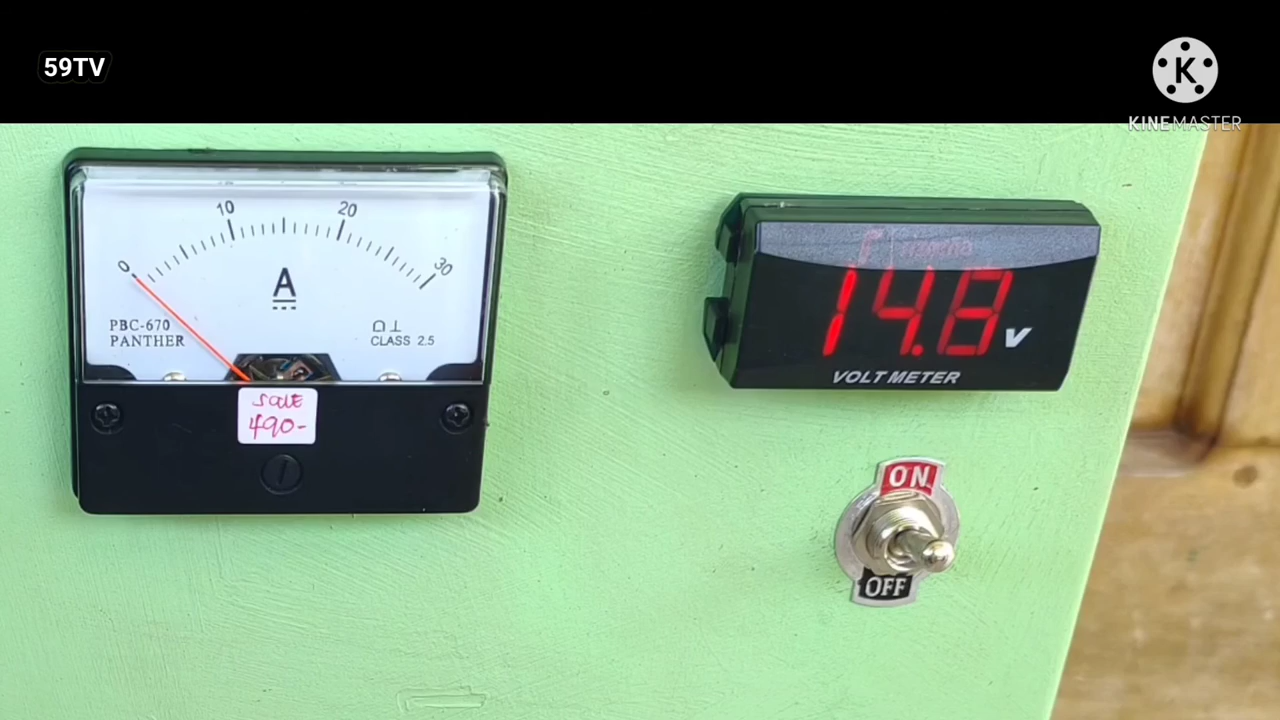 59TV
K
KINEMASTER
0 10 20 30
A
PBC-670
PANTHER
CLASS 2.5
490-
14.8 V
VOLT METER
ON
OFF